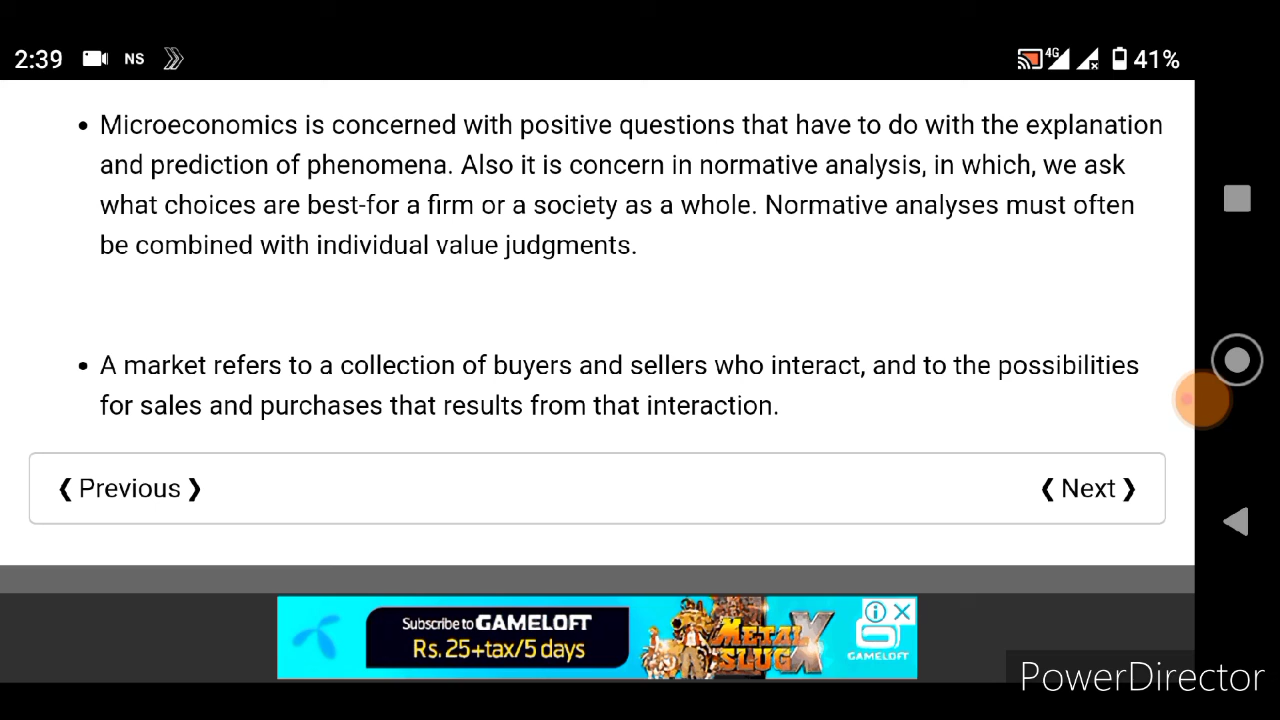 2:39 NS 4G 41%
• Microeconomics is concerned with positive questions that have to do with the explanation
and prediction of phenomena. Also it is concern in normative analysis, in which, we ask
what choices are best-for a firm or a society as a whole. Normative analyses must often
be combined with individual value judgments.
• A market refers to a collection of buyers and sellers who interact, and to the possibilities
for sales and purchases that results from that interaction.
❰ Previous ❱ ❰ Next ❱
Subscribe to GAMELOFT
Rs. 25+tax/5 days
METAL
SLUG X
GAMELOFT
PowerDirector